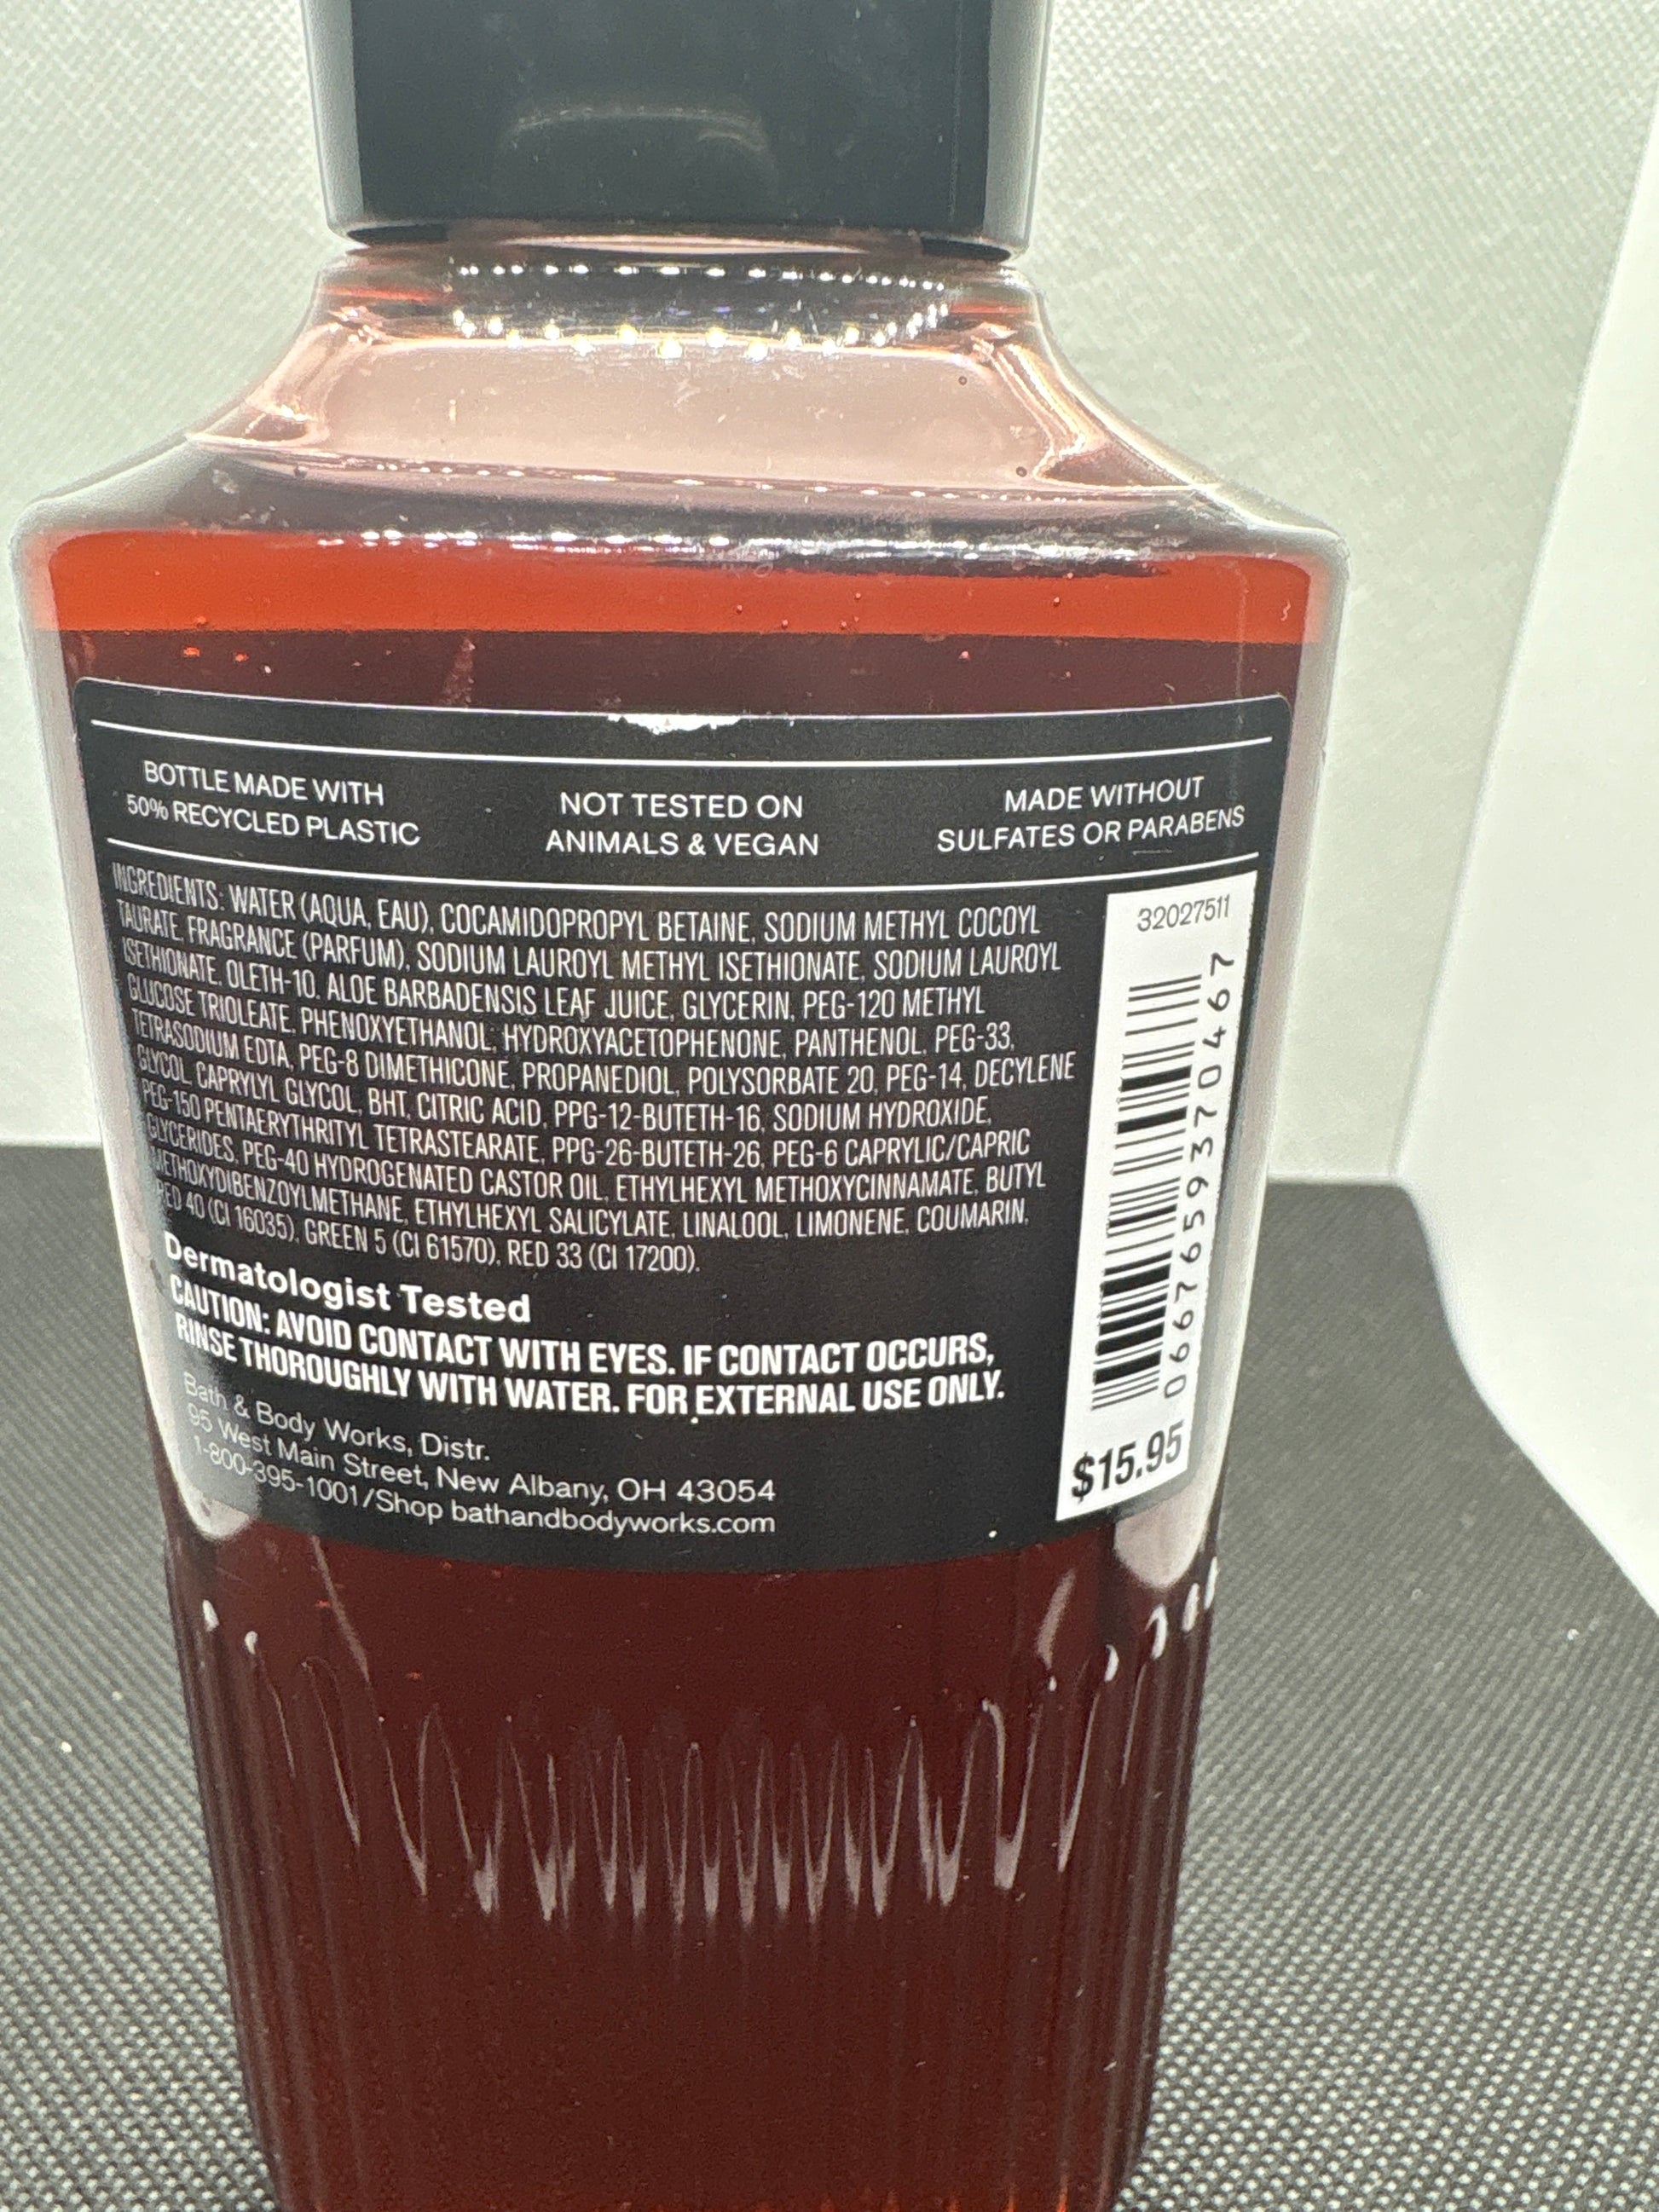 BOTTLE MADE WITH
50% RECYCLED PLASTIC
NOT TESTED ON
ANIMALS & VEGAN
MADE WITHOUT
SULFATES OR PARABENS
INGREDIENTS: WATER (AQUA, EAU), COCAMIDOPROPYL BETAINE, SODIUM METHYL COCOYL
TAURATE, FRAGRANCE (PARFUM), SODIUM LAUROYL METHYL ISETHIONATE, SODIUM LAUROYL
ISETHIONATE, OLETH-10, ALOE BARBADENSIS LEAF JUICE, GLYCERIN, PEG-120 METHYL
GLUCOSE TRIOLEATE, PHENOXYETHANOL, HYDROXYACETOPHENONE, PANTHENOL, PEG-33,
TETRASODIUM EDTA, PEG-8 DIMETHICONE, PROPANEDIOL, POLYSORBATE 20, PEG-14, DECYLENE
GLYCOL, CAPRYLYL GLYCOL, BHT, CITRIC ACID, PPG-12-BUTETH-16, SODIUM HYDROXIDE,
PEG-150 PENTAERYTHRITYL TETRASTEARATE, PPG-26-BUTETH-26, PEG-6 CAPRYLIC/CAPRIC
GLYCERIDES, PEG-40 HYDROGENATED CASTOR OIL, ETHYLHEXYL METHOXYCINNAMATE, BUTYL
METHOXYDIBENZOYLMETHANE, ETHYLHEXYL SALICYLATE, LINALOOL, LIMONENE, COUMARIN,
RED 40 (CI 16035), GREEN 5 (CI 61570), RED 33 (CI 17200).
Dermatologist Tested
CAUTION: AVOID CONTACT WITH EYES. IF CONTACT OCCURS,
RINSE THOROUGHLY WITH WATER. FOR EXTERNAL USE ONLY.
Bath & Body Works, Distr.
95 West Main Street, New Albany, OH 43054
1-800-395-1001/Shop bathandbodyworks.com
32027511
0667659370467
$15.95